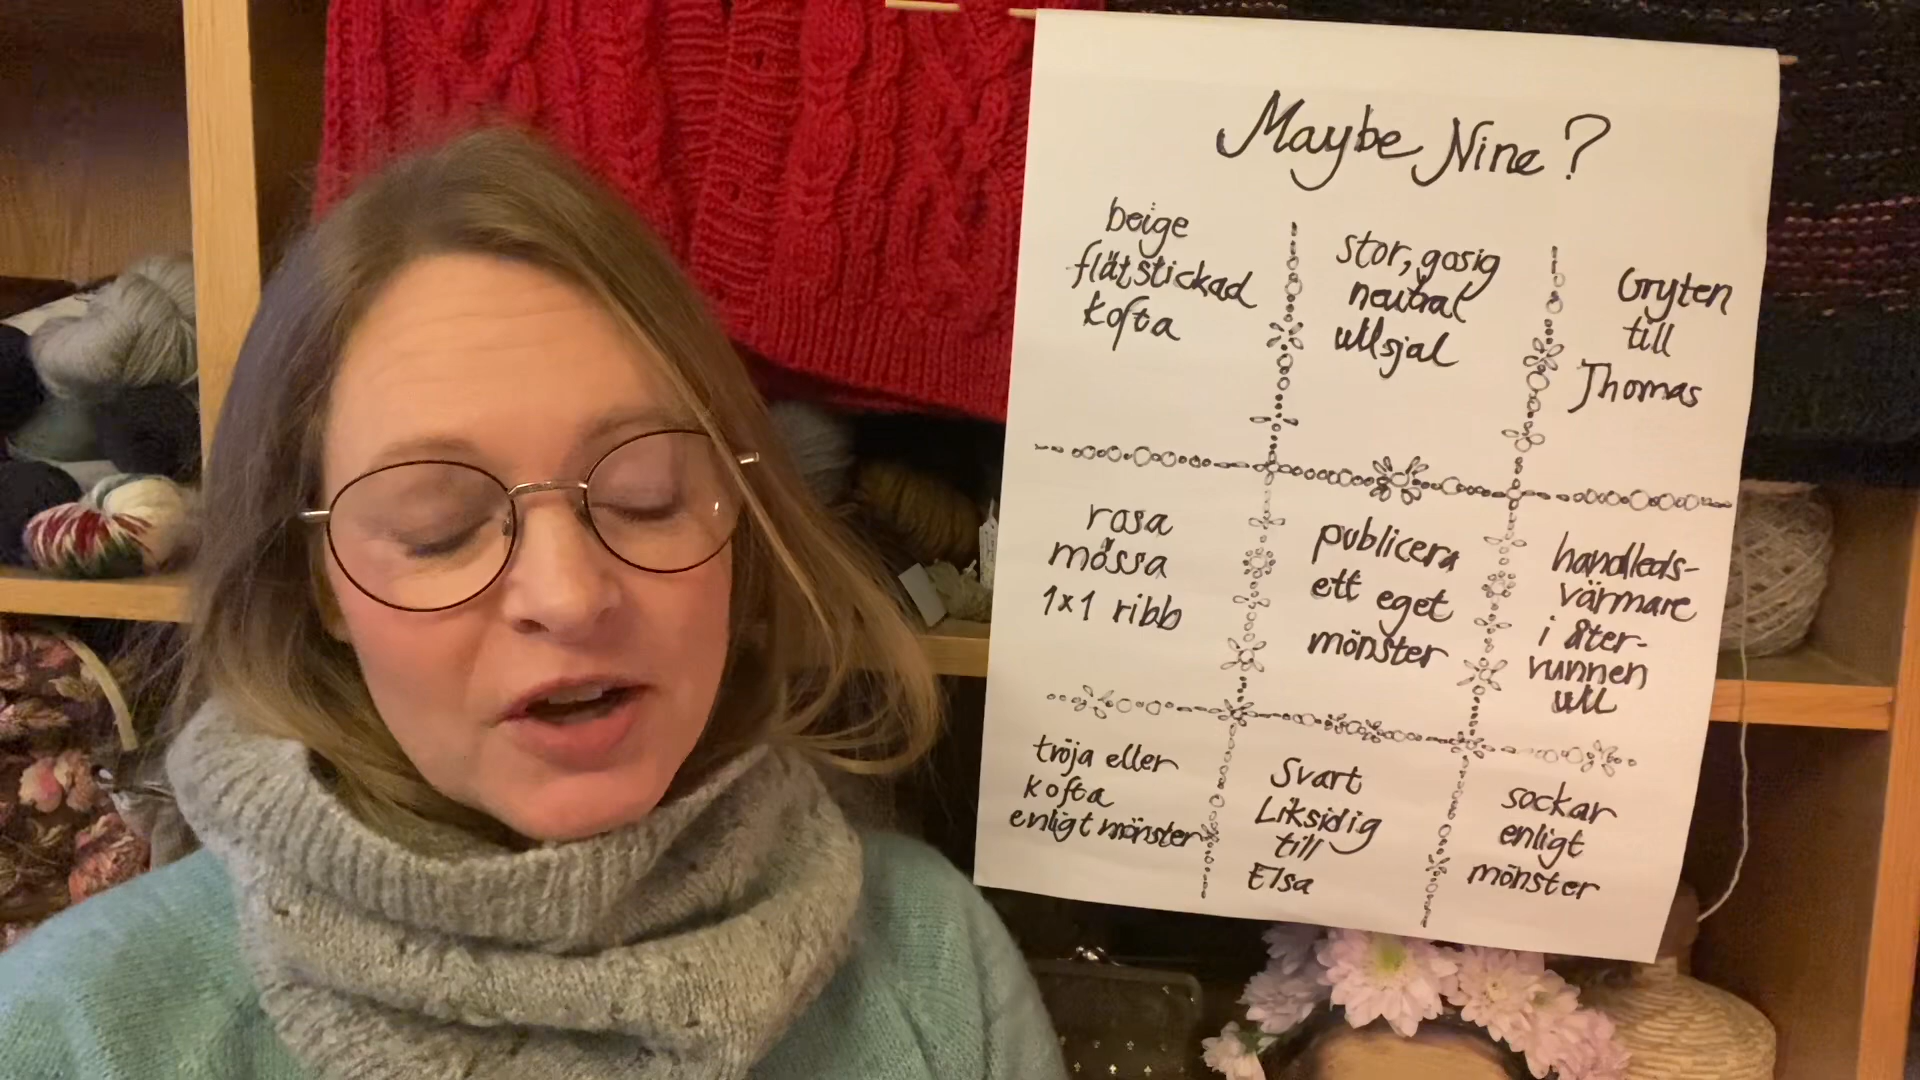 Maybe Nine?
beige
flätstickad
kofta
stor, gosig
neutral
ullsjal
Gryten
till
Thomas
rosa
mössa
1x1 ribb
publicera
ett eget
mönster
handleds-
värmare
i åter-
vunnen
ull
tröja eller
kofta
enligt mönster
Svart
Liksidig
till
Elsa
sockar
enligt
mönster